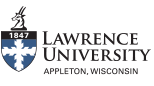 1847
LAWRENCE
UNIVERSITY
APPLETON, WISCONSIN